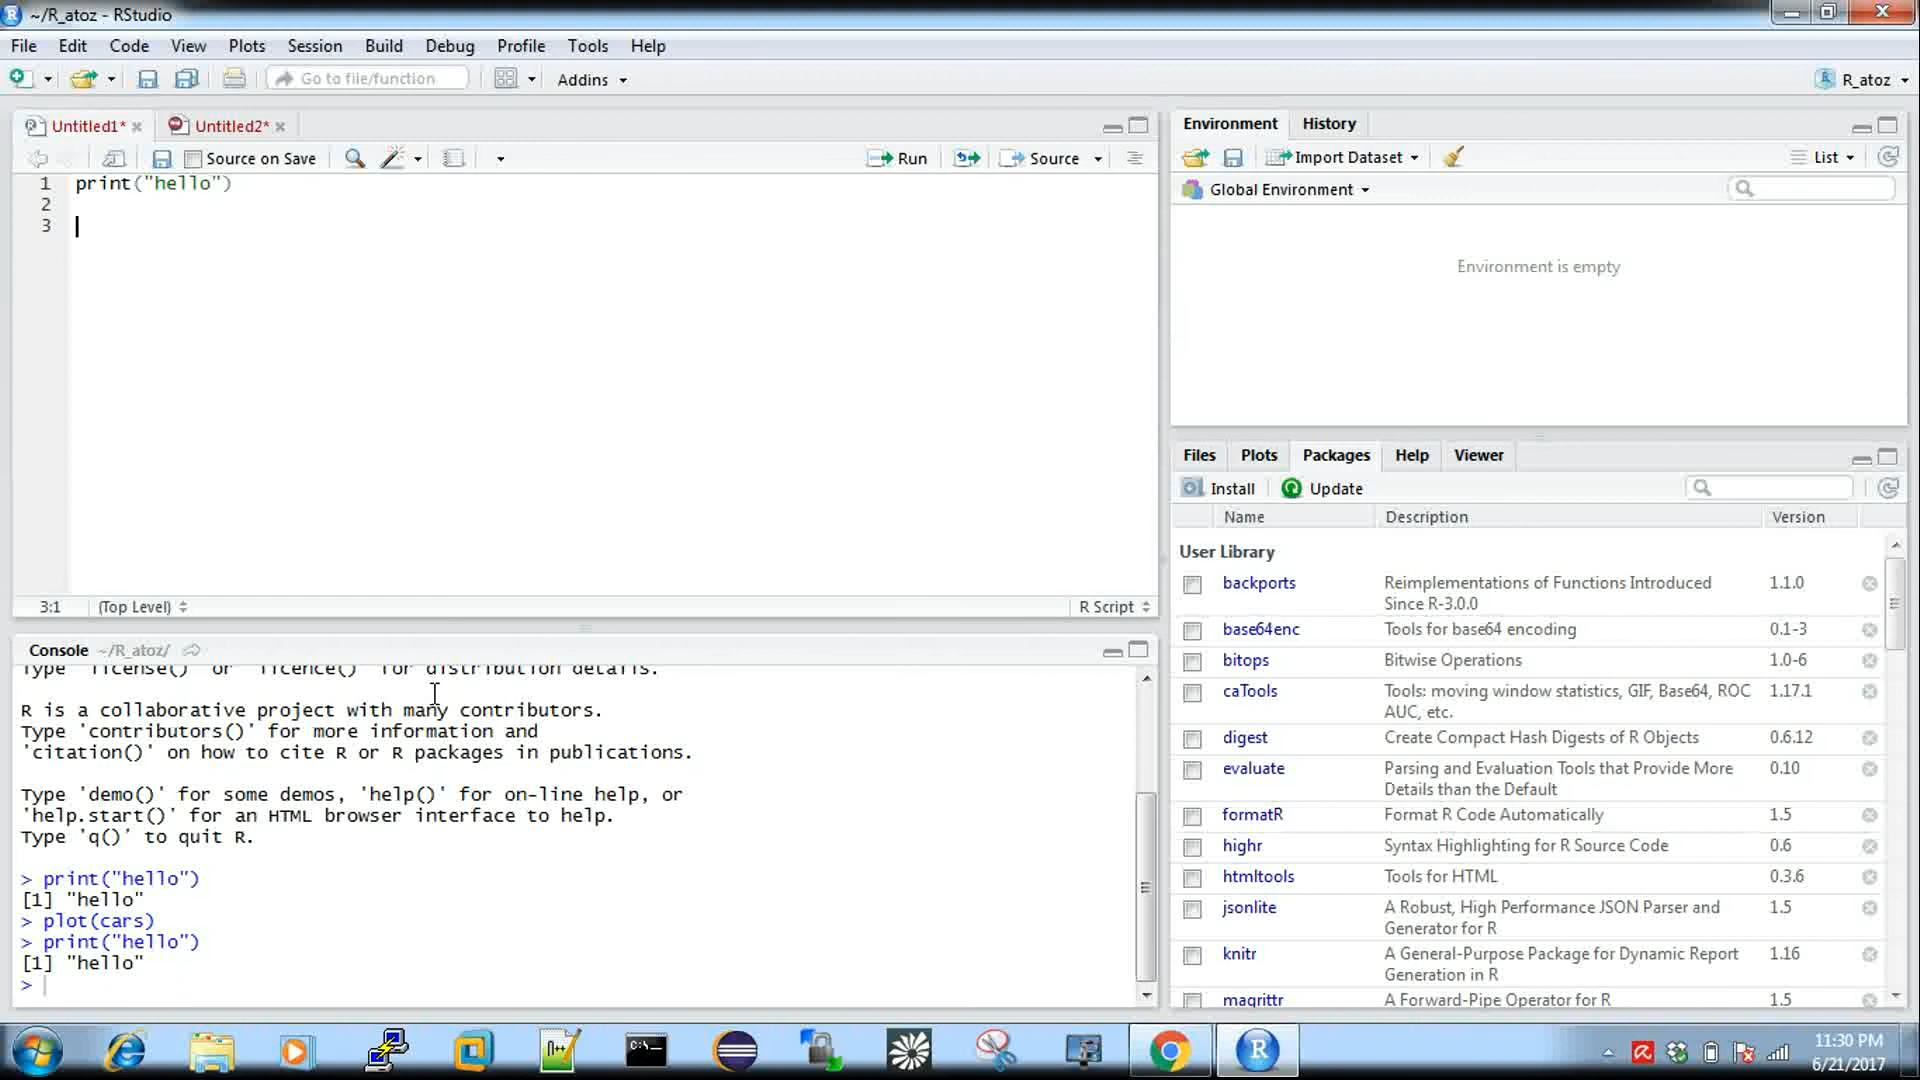 ~/R_atoz - RStudio
File Edit Code View Plots Session Build Debug Profile Tools Help
Go to file/function Addins R_atoz
Untitled1* Untitled2*
Source on Save Run Source
1 print("hello")
2
3
3:1 (Top Level) R Script
Console ~/R_atoz/
Type 'license()' or 'licence()' for distribution details.
R is a collaborative project with many contributors.
Type 'contributors()' for more information and
'citation()' on how to cite R or R packages in publications.
Type 'demo()' for some demos, 'help()' for on-line help, or
'help.start()' for an HTML browser interface to help.
Type 'q()' to quit R.
> print("hello")
[1] "hello"
> plot(cars)
> print("hello")
[1] "hello"
>
Environment History
Import Dataset List
Global Environment
Environment is empty
Files Plots Packages Help Viewer
Install Update
Name Description Version
User Library
backports Reimplementations of Functions Introduced 1.1.0
Since R-3.0.0
base64enc Tools for base64 encoding 0.1-3
bitops Bitwise Operations 1.0-6
caTools Tools: moving window statistics, GIF, Base64, ROC 1.17.1
AUC, etc.
digest Create Compact Hash Digests of R Objects 0.6.12
evaluate Parsing and Evaluation Tools that Provide More 0.10
Details than the Default
formatR Format R Code Automatically 1.5
highr Syntax Highlighting for R Source Code 0.6
htmltools Tools for HTML 0.3.6
jsonlite A Robust, High Performance JSON Parser and 1.5
Generator for R
knitr A General-Purpose Package for Dynamic Report 1.16
Generation in R
magrittr A Forward-Pipe Operator for R 1.5
11:30 PM
6/21/2017